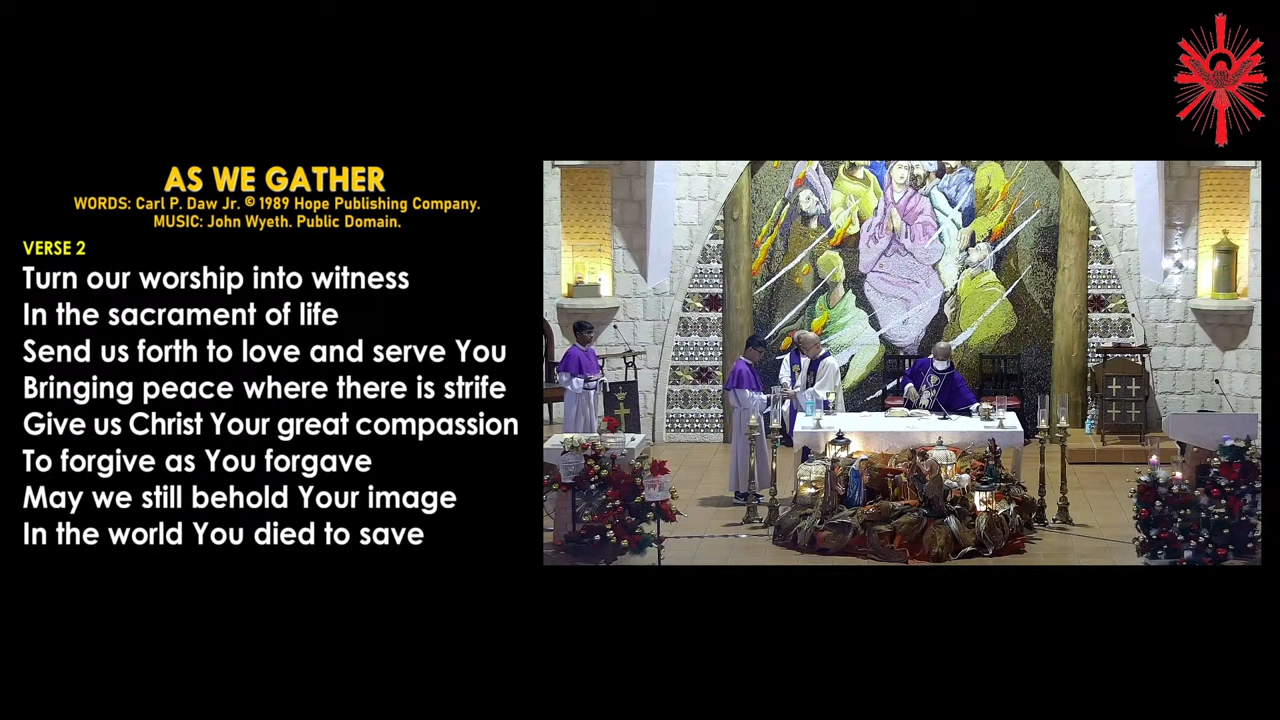 AS WE GATHER
WORDS: Carl P. Daw Jr. © 1989 Hope Publishing Company.
MUSIC: John Wyeth. Public Domain.
VERSE 2
Turn our worship into witness
In the sacrament of life
Send us forth to love and serve You
Bringing peace where there is strife
Give us Christ Your great compassion
To forgive as You forgave
May we still behold Your image
In the world You died to save